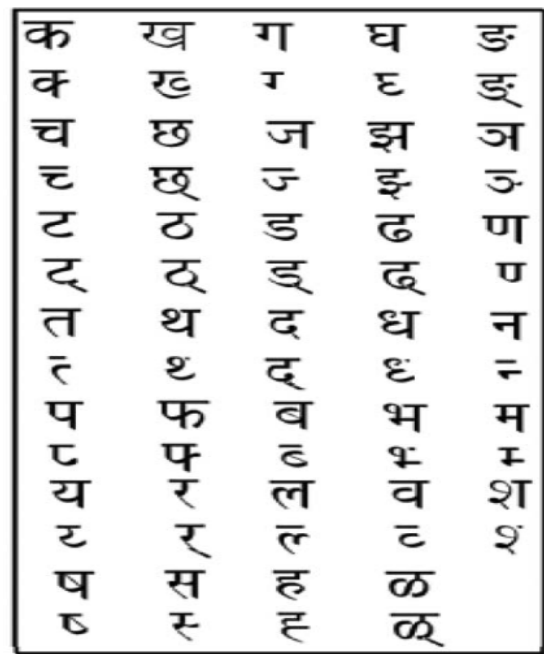 क ख ग घ ङ
क् ख् ग् घ् ङ्
च छ ज झ ञ
च् छ् ज् झ् ञ्
ट ठ ड ढ ण
ट् ठ् ड् ढ् ण्
त थ द ध न
त् थ् द् ध् न्
प फ ब भ म
प् फ् ब् भ् म्
य र ल व श
य् र् ल् व् श्
ष स ह ळ
ष् स् ह् ळ्